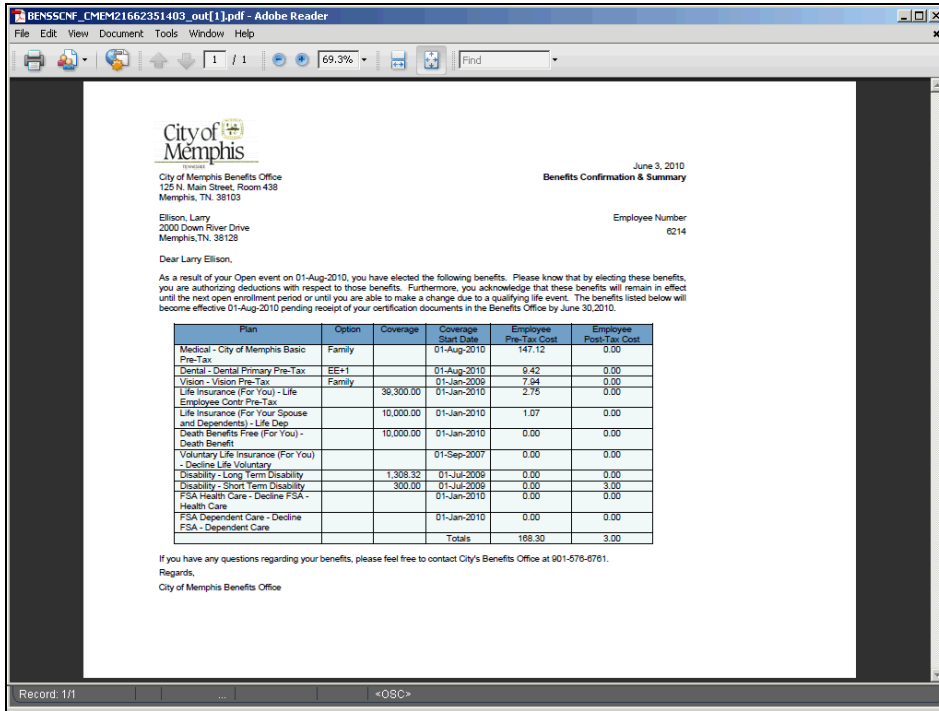 BENSSCNF_CMEM21662351403_out[1].pdf - Adobe Reader
File Edit View Document Tools Window Help
1 / 1 69.3% Find
City of
Memphis
TENNESSEE
June 3, 2010
City of Memphis Benefits Office Benefits Confirmation & Summary
125 N. Main Street, Room 438
Memphis, TN. 38103
Ellison, Larry Employee Number
2000 Down River Drive 6214
Memphis,TN. 38128
Dear Larry Ellison,
As a result of your Open event on 01-Aug-2010, you have elected the following benefits. Please know that by electing these benefits,
you are authorizing deductions with respect to those benefits. Furthermore, you acknowledge that these benefits will remain in effect
until the next open enrollment period or until you are able to make a change due to a qualifying life event. The benefits listed below will
become effective 01-Aug-2010 pending receipt of your certification documents in the Benefits Office by June 30,2010.
Plan Option Coverage Coverage Employee Employee
Start Date Pre-Tax Cost Post-Tax Cost
Medical - City of Memphis Basic Family 01-Aug-2010 147.12 0.00
Pre-Tax
Dental - Dental Primary Pre-Tax EE+1 01-Aug-2010 9.42 0.00
Vision - Vision Pre-Tax Family 01-Jan-2009 7.94 0.00
Life Insurance (For You) - Life 39,300.00 01-Jan-2010 2.75 0.00
Employee Contr Pre-Tax
Life Insurance (For Your Spouse 10,000.00 01-Jan-2010 1.07 0.00
and Dependents) - Life Dep
Death Benefits Free (For You) - 10,000.00 01-Jan-2010 0.00 0.00
Death Benefit
Voluntary Life Insurance (For You) 01-Sep-2007 0.00 0.00
- Decline Life Voluntary
Disability - Long Term Disability 1,308.32 01-Jul-2009 0.00 0.00
Disability - Short Term Disability 300.00 01-Jul-2009 0.00 3.00
FSA Health Care - Decline FSA - 01-Jan-2010 0.00 0.00
Health Care
FSA Dependent Care - Decline 01-Jan-2010 0.00 0.00
FSA - Dependent Care
Totals 168.30 3.00
If you have any questions regarding your benefits, please feel free to contact City's Benefits Office at 901-576-6761.
Regards,
City of Memphis Benefits Office
Record: 1/1 ... <OSC>